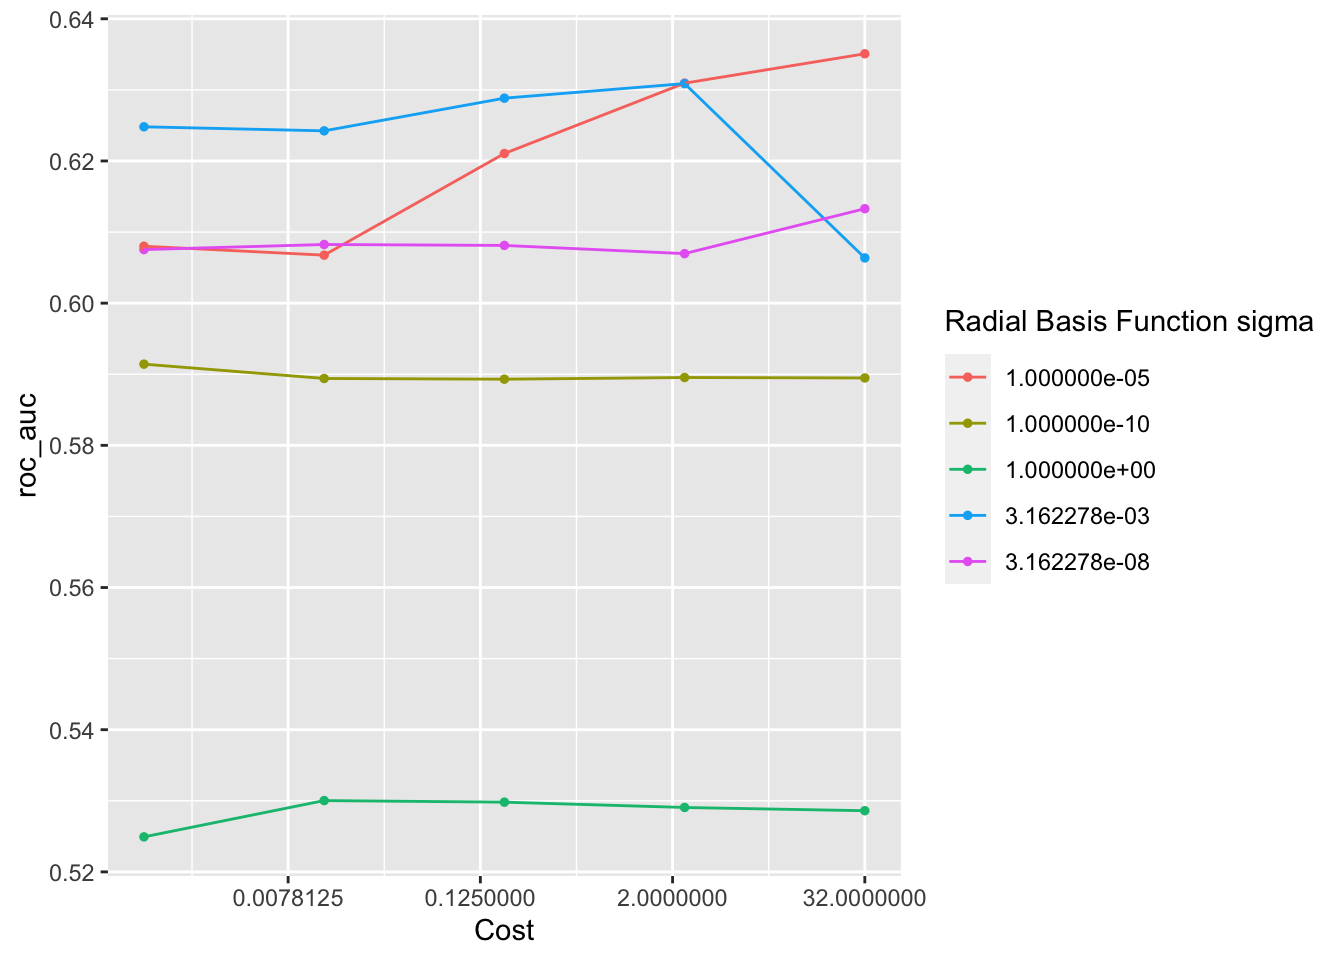 0.64
0.62
0.60
0.58
0.56
0.54
0.52
roc_auc
0.0078125
0.1250000
2.0000000
32.0000000
Cost
Radial Basis Function sigma
1.000000e-05
1.000000e-10
1.000000e+00
3.162278e-03
3.162278e-08